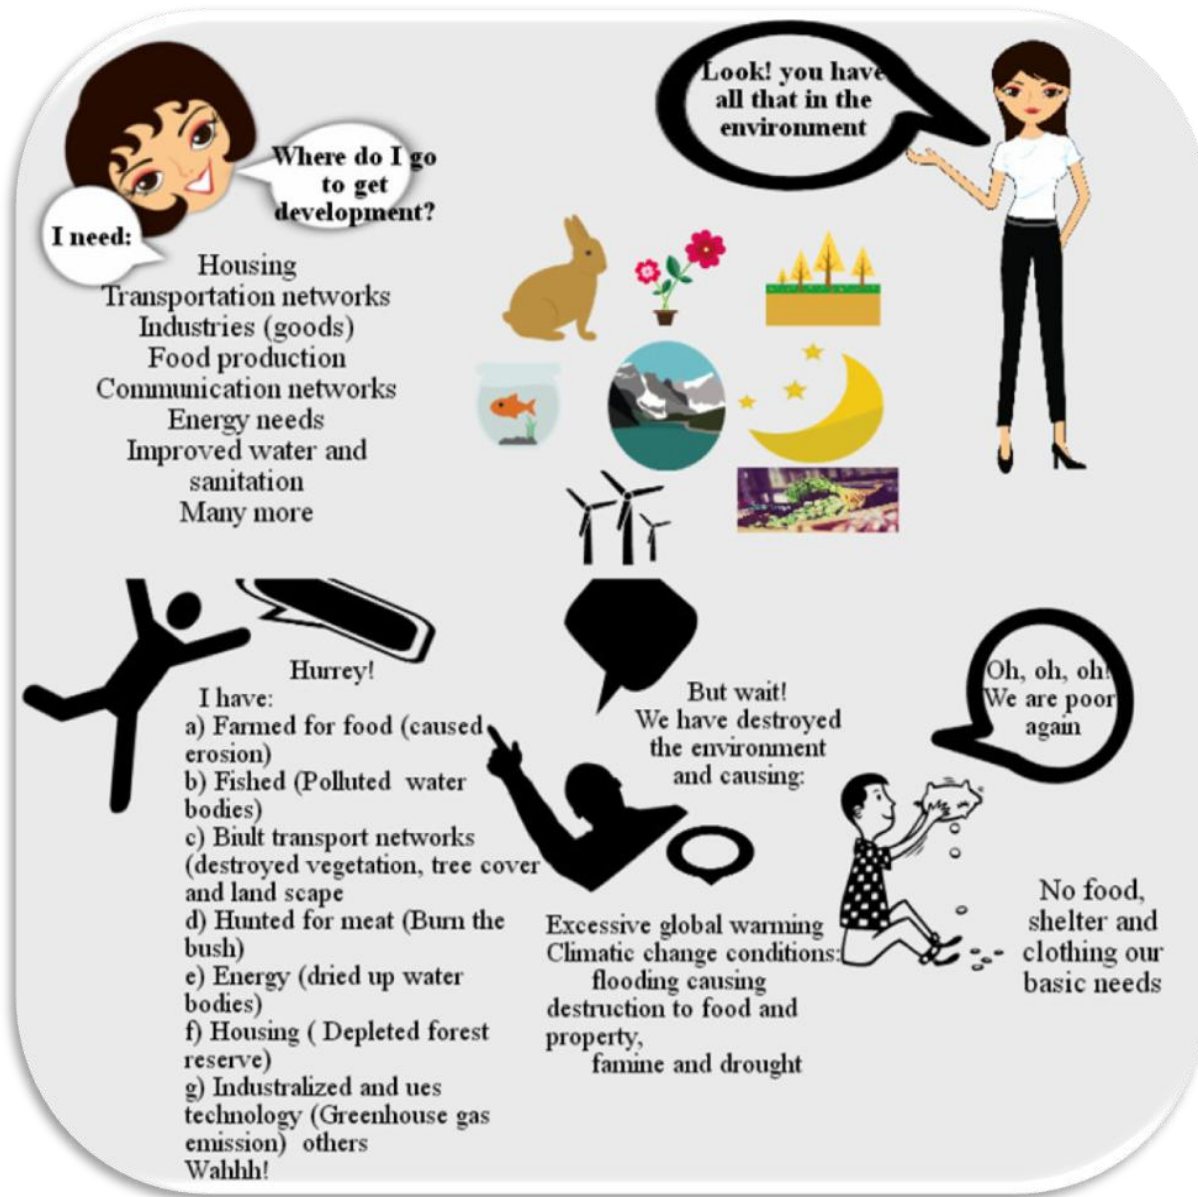 Where do I go
to get
development?
I need:
Housing
Transportation networks
Industries (goods)
Food production
Communication networks
Energy needs
Improved water and
sanitation
Many more
Look! you have
all that in the
environment
Hurrey!
I have:
a) Farmed for food (caused
erosion)
b) Fished (Polluted water
bodies)
c) Biult transport networks
(destroyed vegetation, tree cover
and land scape
d) Hunted for meat (Burn the
bush)
e) Energy (dried up water
bodies)
f) Housing ( Depleted forest
reserve)
g) Industralized and ues
technology (Greenhouse gas
emission) others
Wahhh!
But wait!
We have destroyed
the environment
and causing:
Excessive global warming
Climatic change conditions:
flooding causing
destruction to food and
property,
famine and drought
Oh, oh, oh!
We are poor
again
No food,
shelter and
clothing our
basic needs